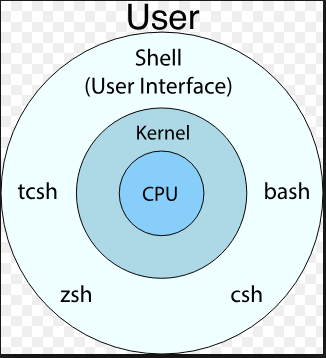 User
Shell
(User Interface)
Kernel
tcsh
CPU
bash
zsh
csh